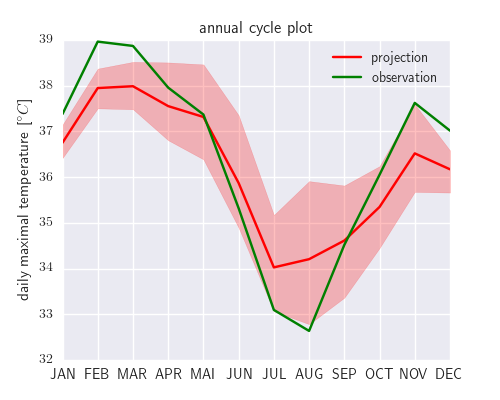 annual cycle plot
projection
observation
daily maximal temperature [°C]
39
38
37
36
35
34
33
32
JAN FEB MAR APR MAI JUN JUL AUG SEP OCT NOV DEC